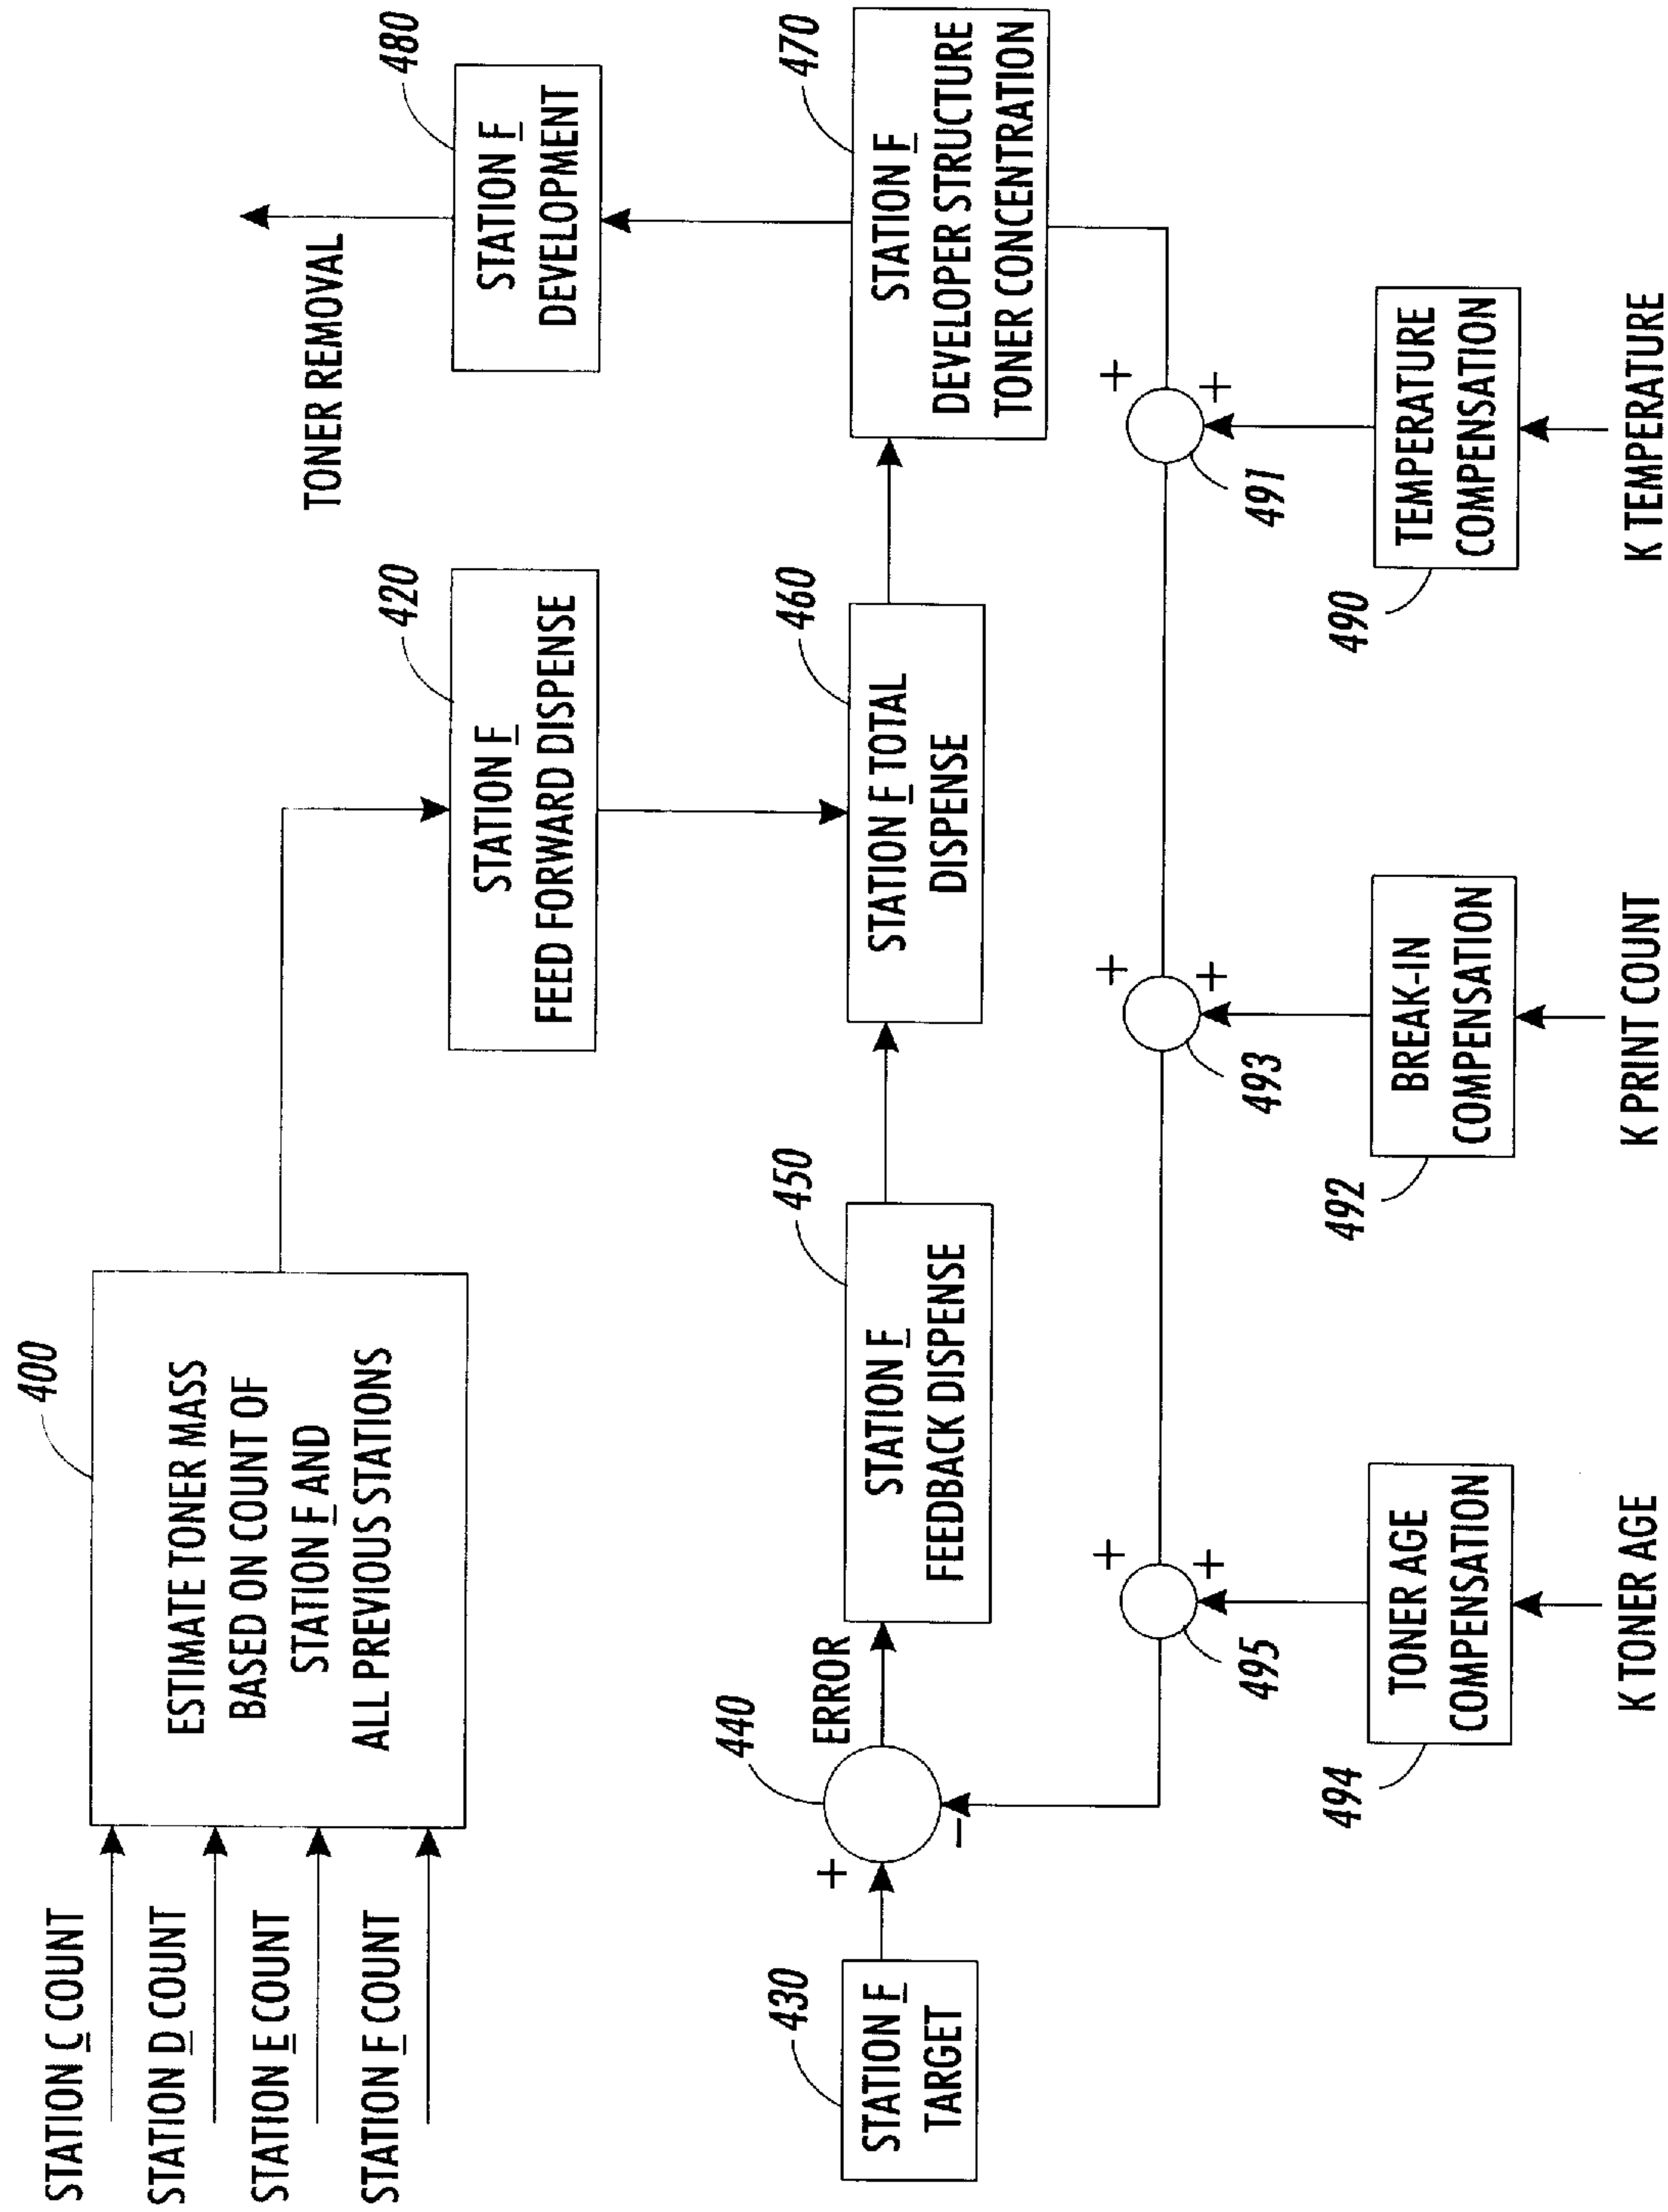 STATION C COUNT
STATION D COUNT
STATION E COUNT
STATION F COUNT
400
ESTIMATE TONER MASS
BASED ON COUNT OF
STATION F AND
ALL PREVIOUS STATIONS
420
STATION F
FEED FORWARD DISPENSE
TONER REMOVAL
480
STATION F
DEVELOPMENT
430
STATION F
TARGET
+
440
−
ERROR
450
STATION F
FEEDBACK DISPENSE
460
STATION F TOTAL
DISPENSE
470
STATION F
DEVELOPER STRUCTURE
TONER CONCENTRATION
+
+
495
+
+
493
+
+
491
494
TONER AGE
COMPENSATION
K TONER AGE
492
BREAK-IN
COMPENSATION
K PRINT COUNT
490
TEMPERATURE
COMPENSATION
K TEMPERATURE